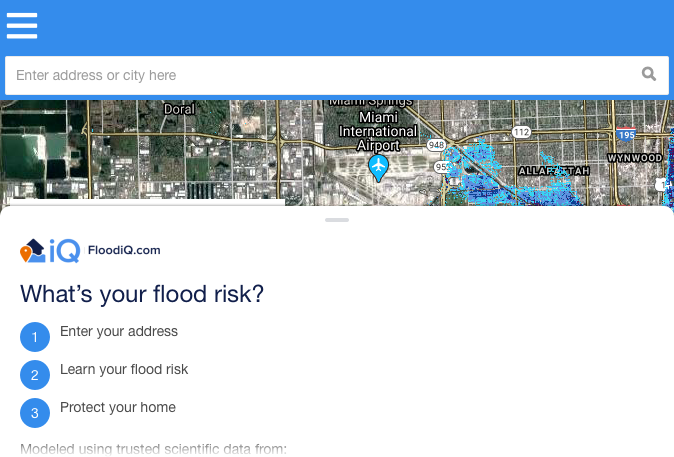 Enter address or city here
Doral
Miami Springs
Miami
International
Airport
948
112
195
WYNWOOD
ALLAPATTAH
iQ FloodiQ.com
What's your flood risk?
1 Enter your address
2 Learn your flood risk
3 Protect your home
Modeled using trusted scientific data from: